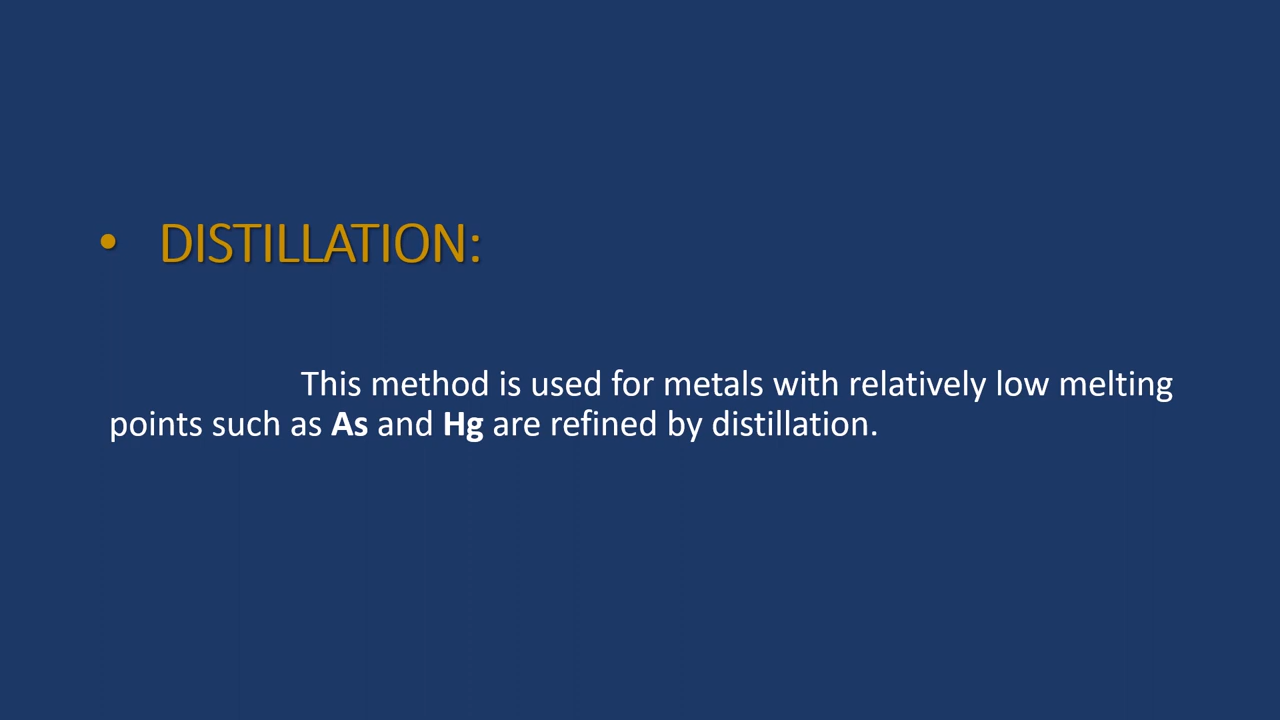 • DISTILLATION:
This method is used for metals with relatively low melting
points such as As and Hg are refined by distillation.